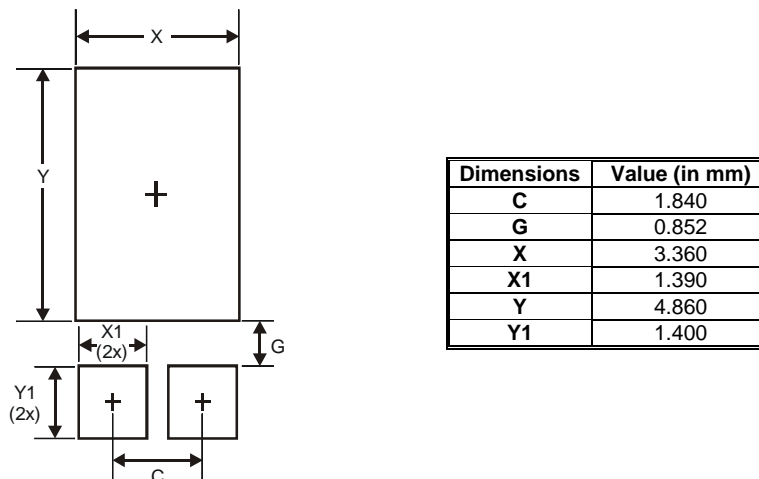 X
Y
X1
(2x)
G
Y1
(2x)
C
Dimensions Value (in mm)
C 1.840
G 0.852
X 3.360
X1 1.390
Y 4.860
Y1 1.400